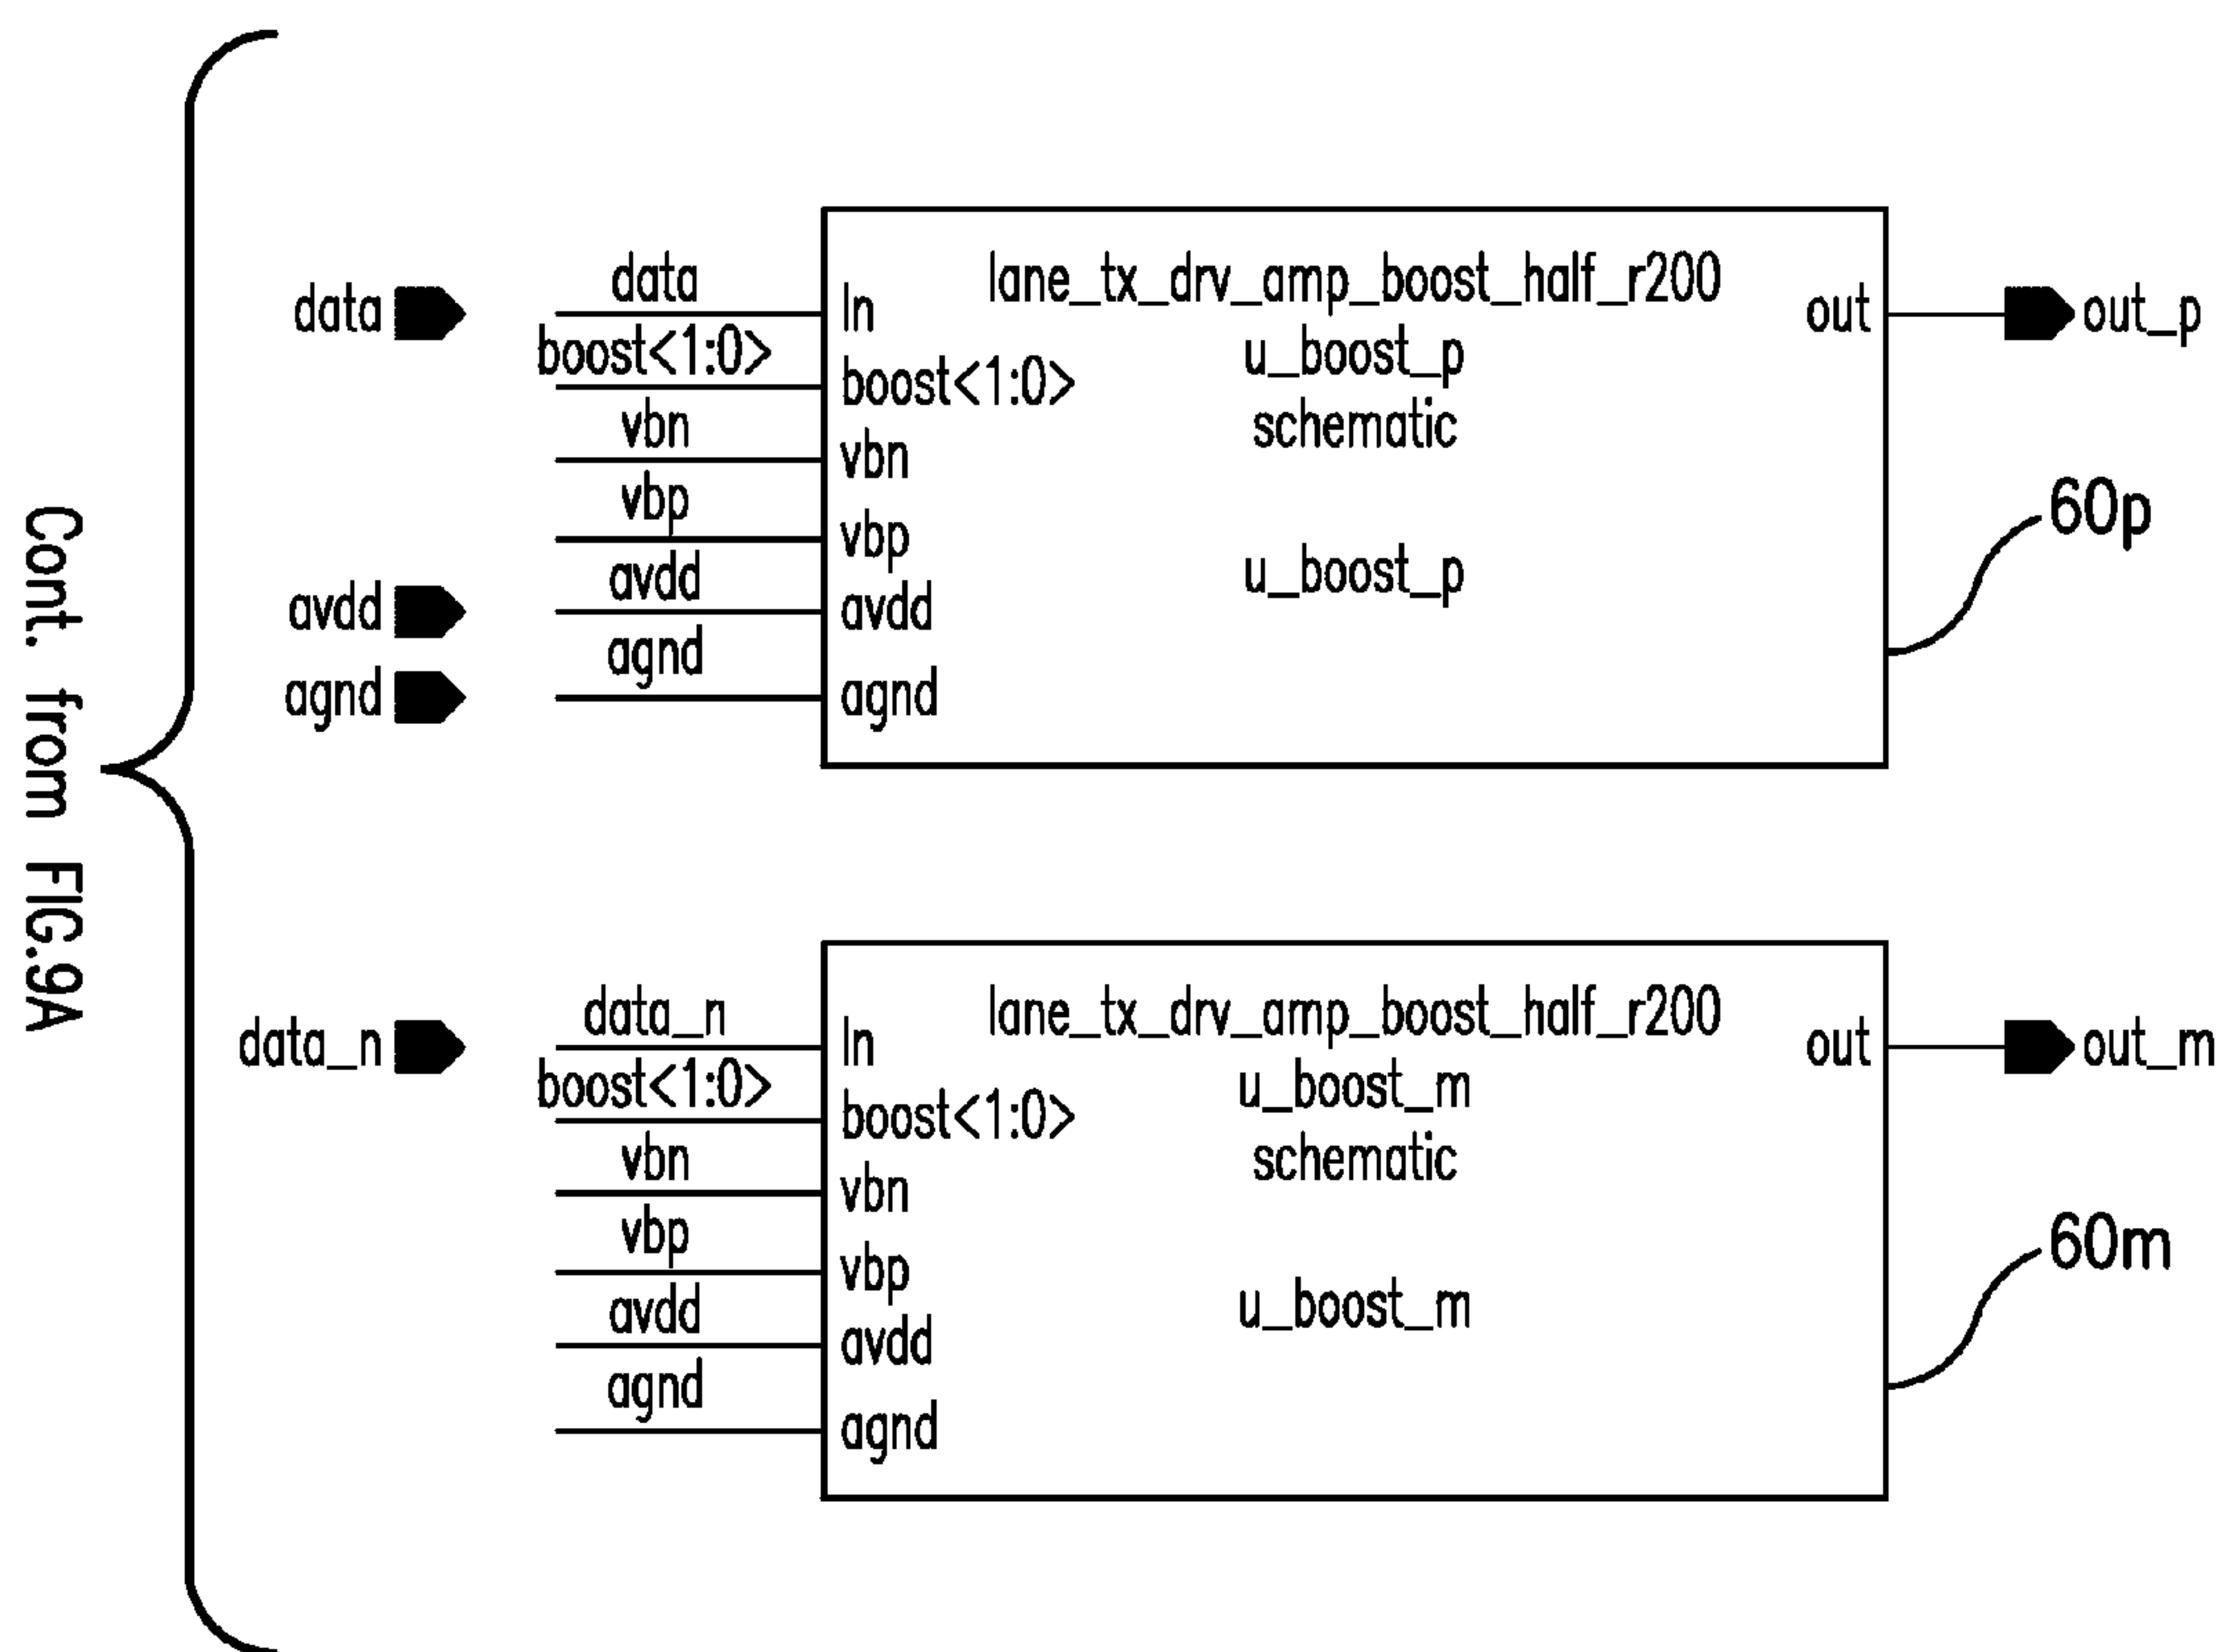 Cont. from FIG.9A
data
data
In
lane_tx_drv_amp_boost_half_r200
out
out_p
boost<1:0>
boost<1:0>
u_boost_p
vbn
vbn
schematic
vbp
vbp
60p
avdd
avdd
avdd
u_boost_p
agnd
agnd
agnd
data_n
data_n
In
lane_tx_drv_amp_boost_half_r200
out
out_m
boost<1:0>
boost<1:0>
u_boost_m
vbn
vbn
schematic
vbp
vbp
60m
avdd
avdd
u_boost_m
agnd
agnd